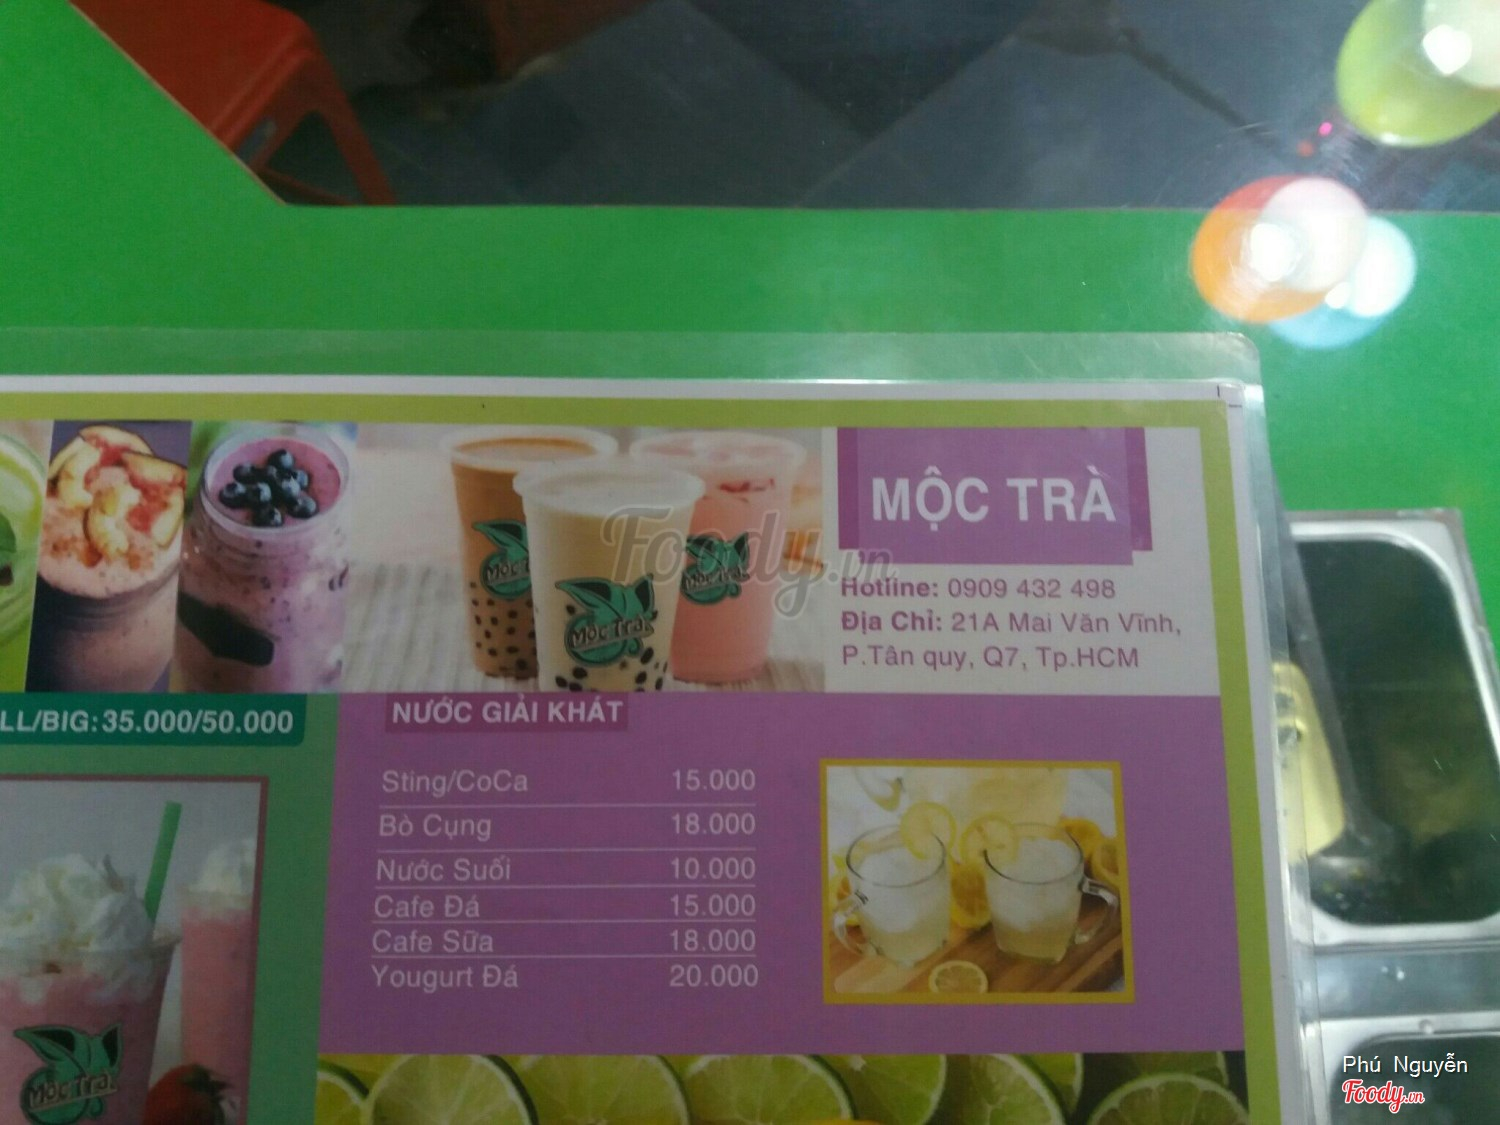 MỘC TRÀ
Hotline: 0909 432 498
Địa Chỉ: 21A Mai Văn Vĩnh,
P.Tân quy, Q7, Tp.HCM
Mộc Trà
Mộc Trà
Foody.vn
LL/BIG: 35.000/50.000
NƯỚC GIẢI KHÁT
Sting/CoCa 15.000
Bò Cụng 18.000
Nước Suối 10.000
Cafe Đá 15.000
Cafe Sữa 18.000
Yougurt Đá 20.000
Mộc Trà
Phú Nguyễn
Foody.vn